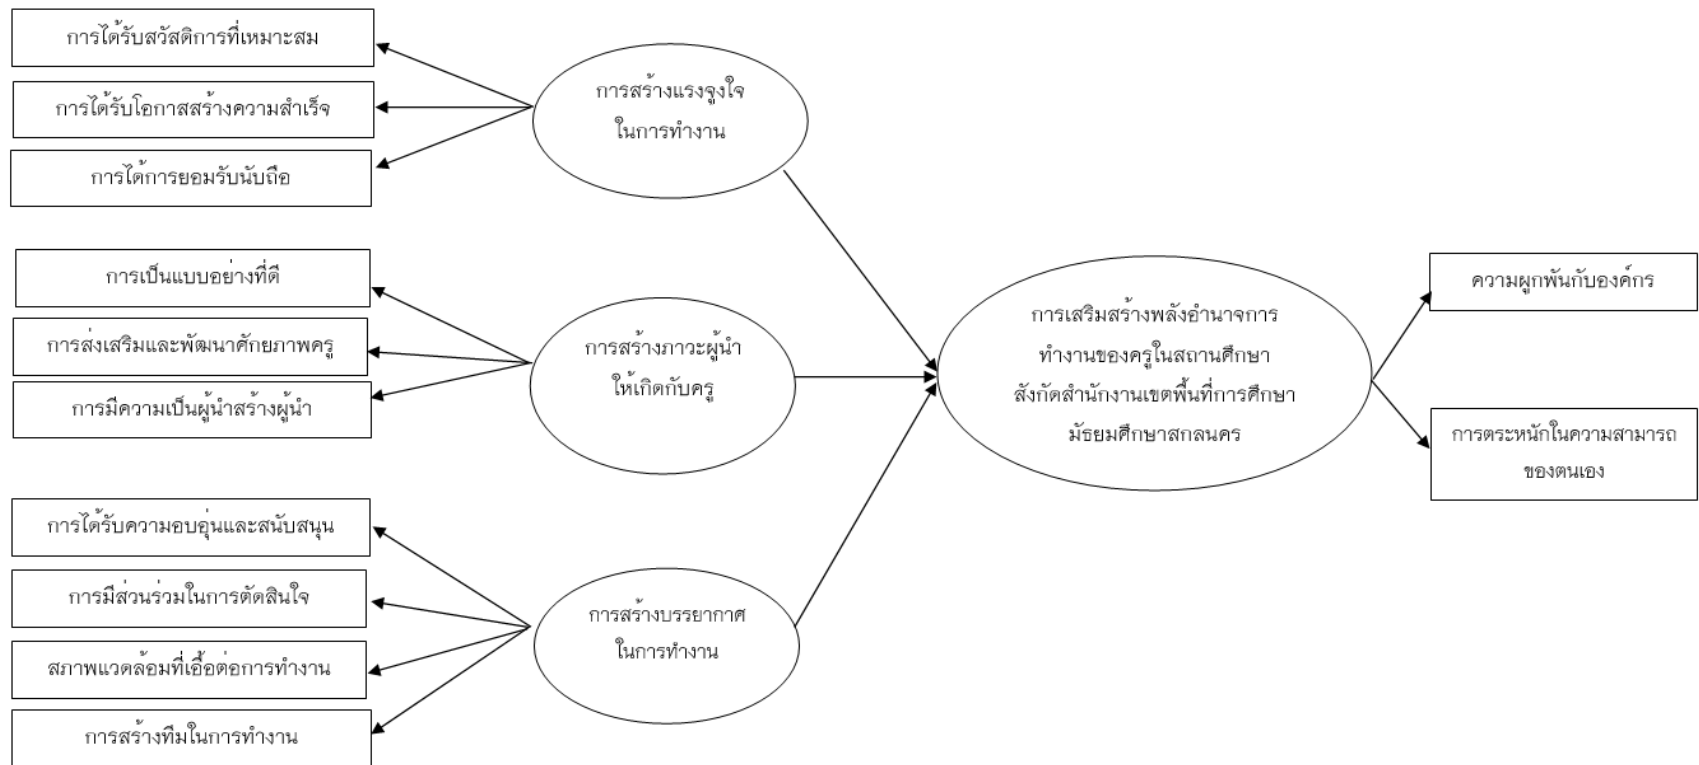 การได้รับสวัสดิการที่เหมาะสม
การได้รับโอกาสสร้างความสำเร็จ
การได้การยอมรับนับถือ
การสร้างแรงจูงใจ
ในการทำงาน
การเป็นแบบอย่างที่ดี
การส่งเสริมและพัฒนาศักยภาพครู
การมีความเป็นผู้นำสร้างผู้นำ
การสร้างภาวะผู้นำ
ให้เกิดกับครู
การได้รับความอบอุ่นและสนับสนุน
การมีส่วนร่วมในการตัดสินใจ
สภาพแวดล้อมที่เอื้อต่อการทำงาน
การสร้างทีมในการทำงาน
การสร้างบรรยากาศ
ในการทำงาน
การเสริมสร้างพลังอำนาจการ
ทำงานของครูในสถานศึกษา
สังกัดสำนักงานเขตพื้นที่การศึกษา
มัธยมศึกษาสกลนคร
ความผูกพันกับองค์กร
การตระหนักในความสามารถ
ของตนเอง